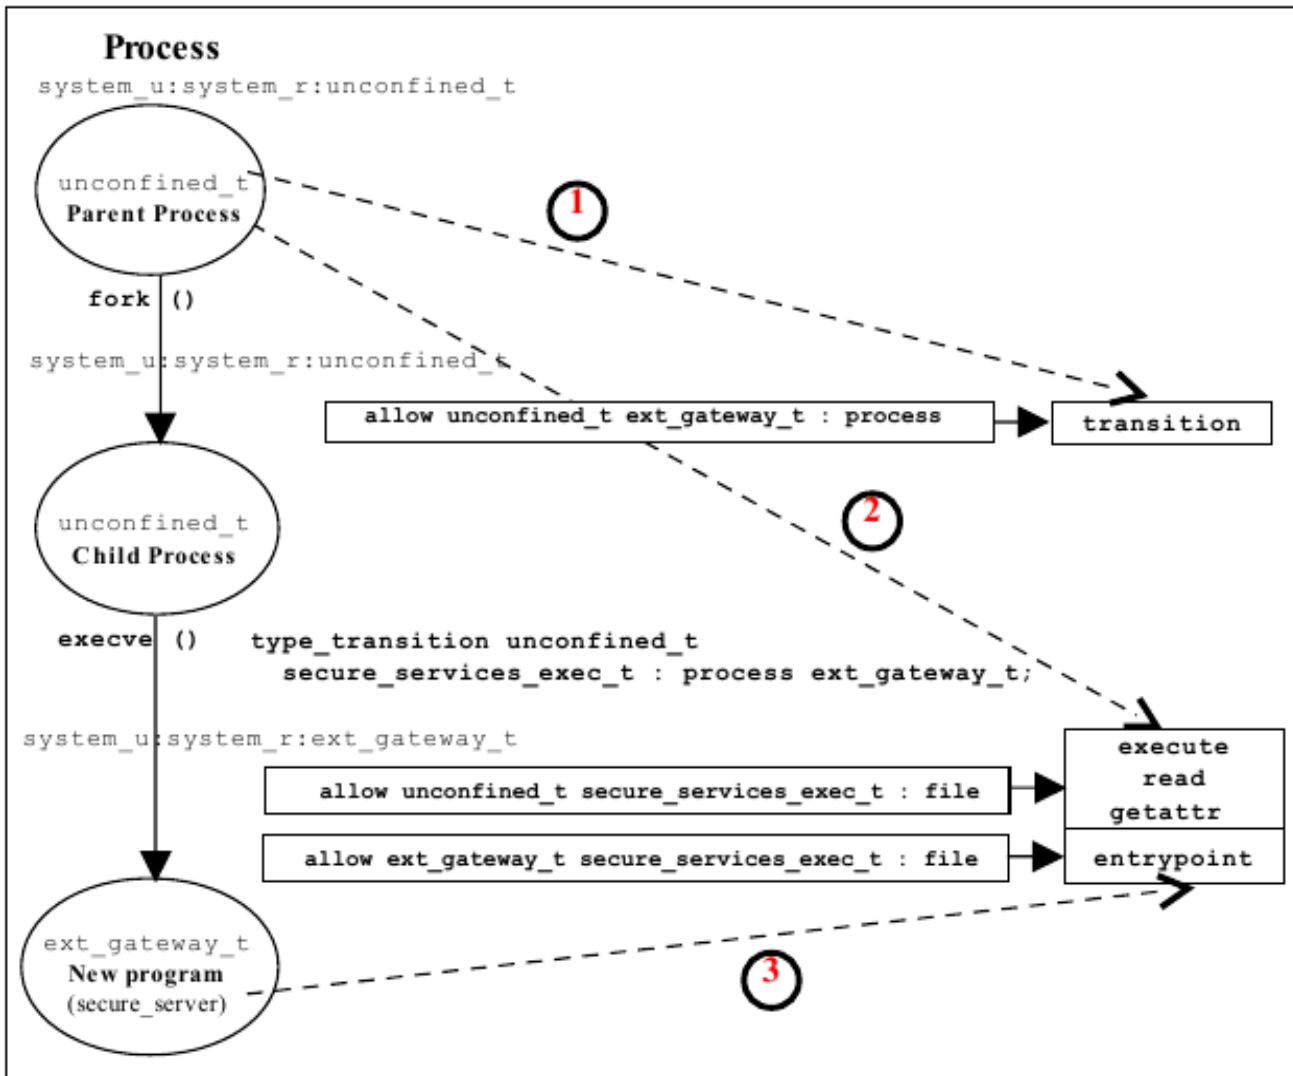 Process
system_u:system_r:unconfined_t
unconfined_t
Parent Process
1
fork ()
system_u:system_r:unconfined_t
allow unconfined_t ext_gateway_t : process
transition
2
unconfined_t
Child Process
execve ()
type_transition unconfined_t
secure_services_exec_t : process ext_gateway_t;
system_u:system_r:ext_gateway_t
execute
read
getattr
allow unconfined_t secure_services_exec_t : file
allow ext_gateway_t secure_services_exec_t : file
entrypoint
ext_gateway_t
New program
(secure_server)
3